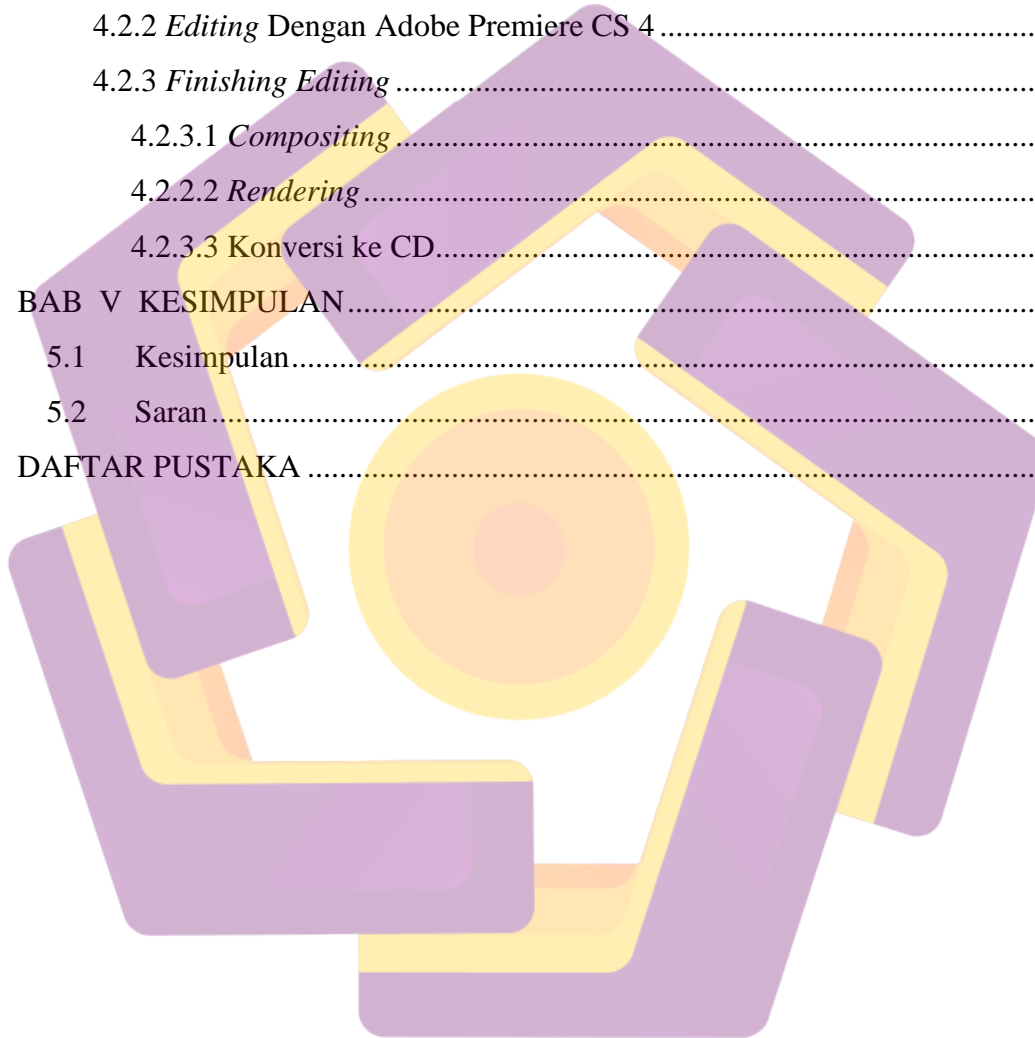 4.2.2 Editing Dengan Adobe Premiere CS 4 ........................................
4.2.3 Finishing Editing ........................................
4.2.3.1 Compositing ........................................
4.2.2.2 Rendering ........................................
4.2.3.3 Konversi ke CD ........................................
BAB V KESIMPULAN ........................................
5.1 Kesimpulan ........................................
5.2 Saran ........................................
DAFTAR PUSTAKA ........................................